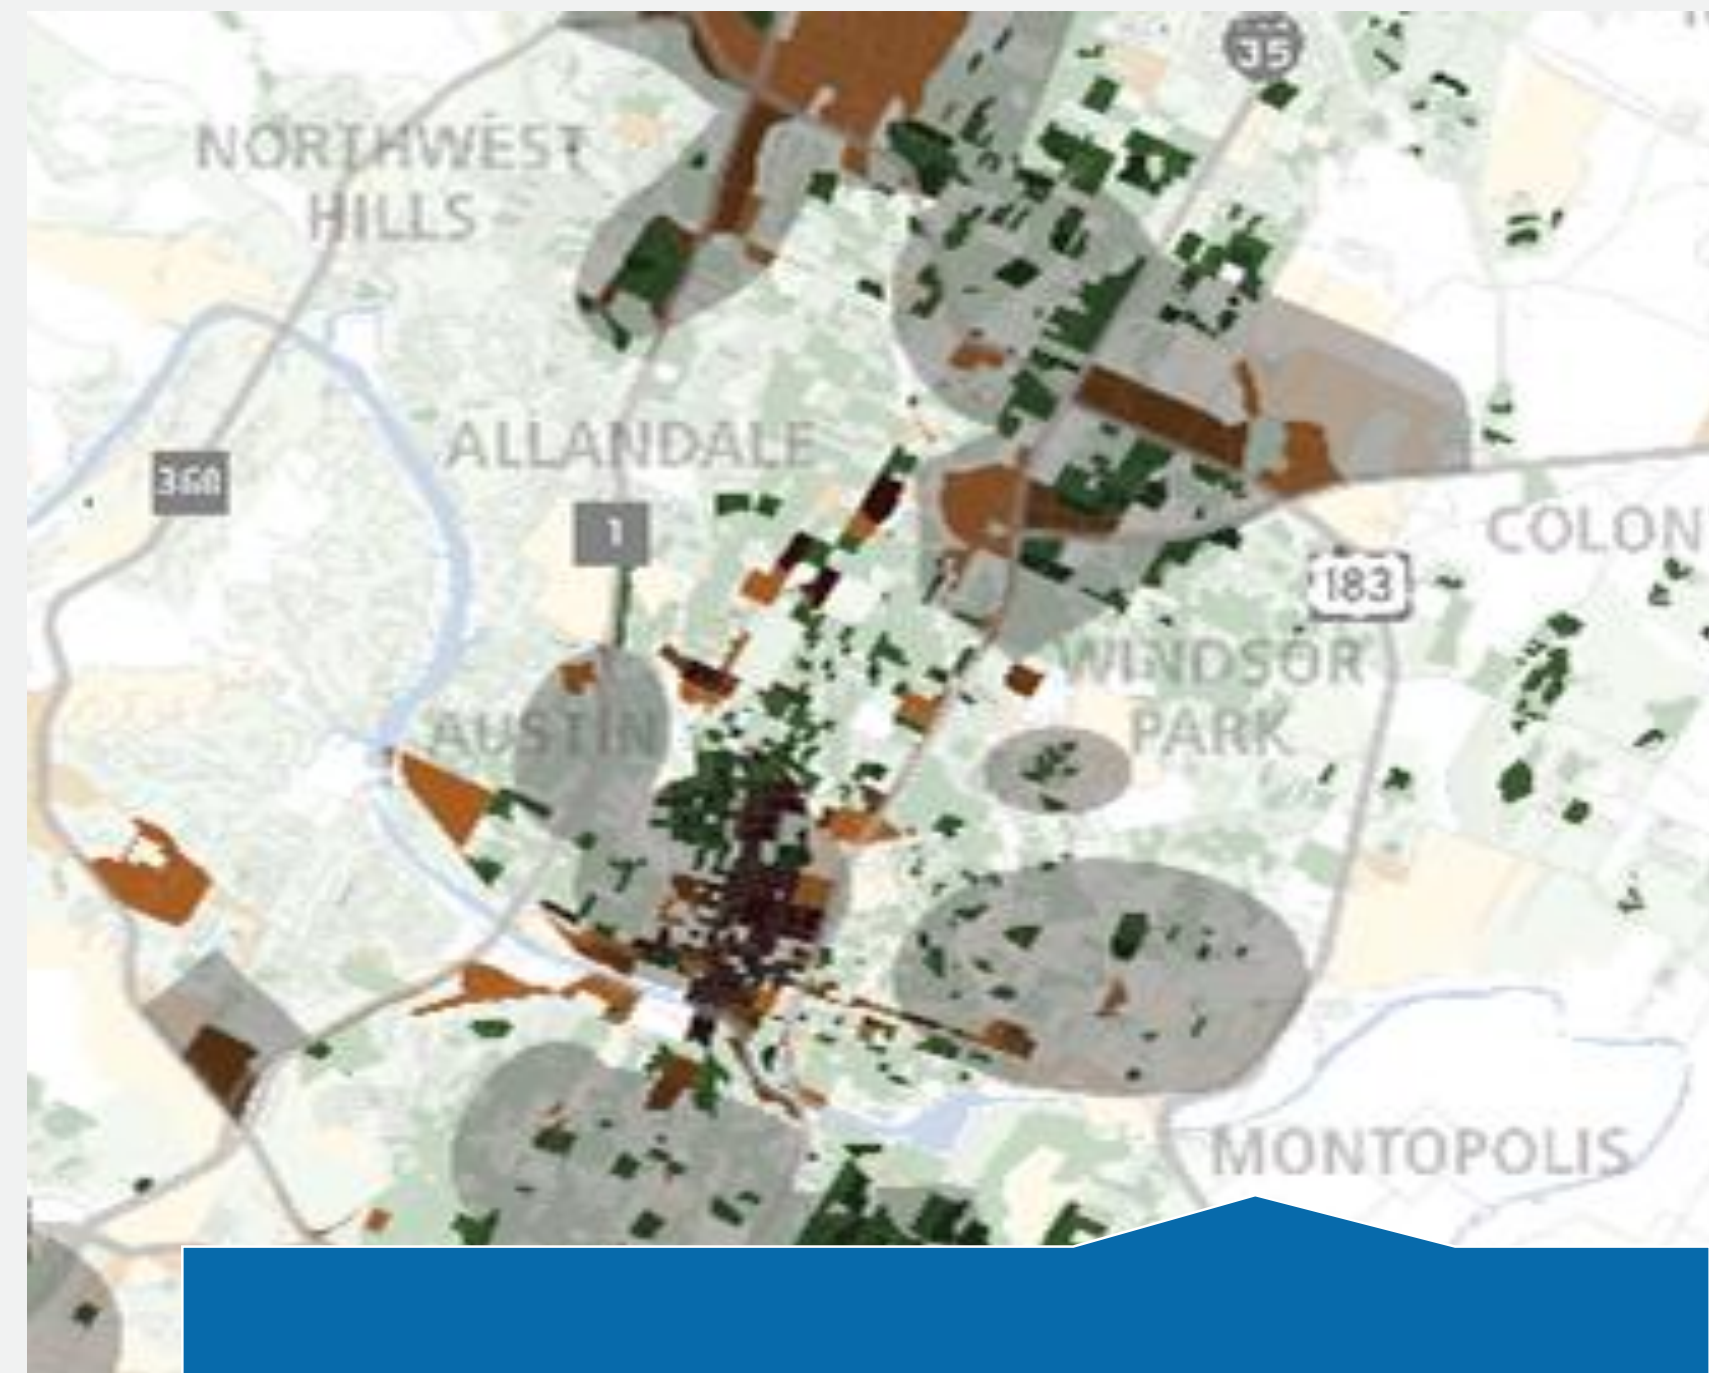 35
NORTHWEST
HILLS
ALLANDALE
360
1
COLON
183
WINDSOR
PARK
AUSTIN
MONTOPOLIS